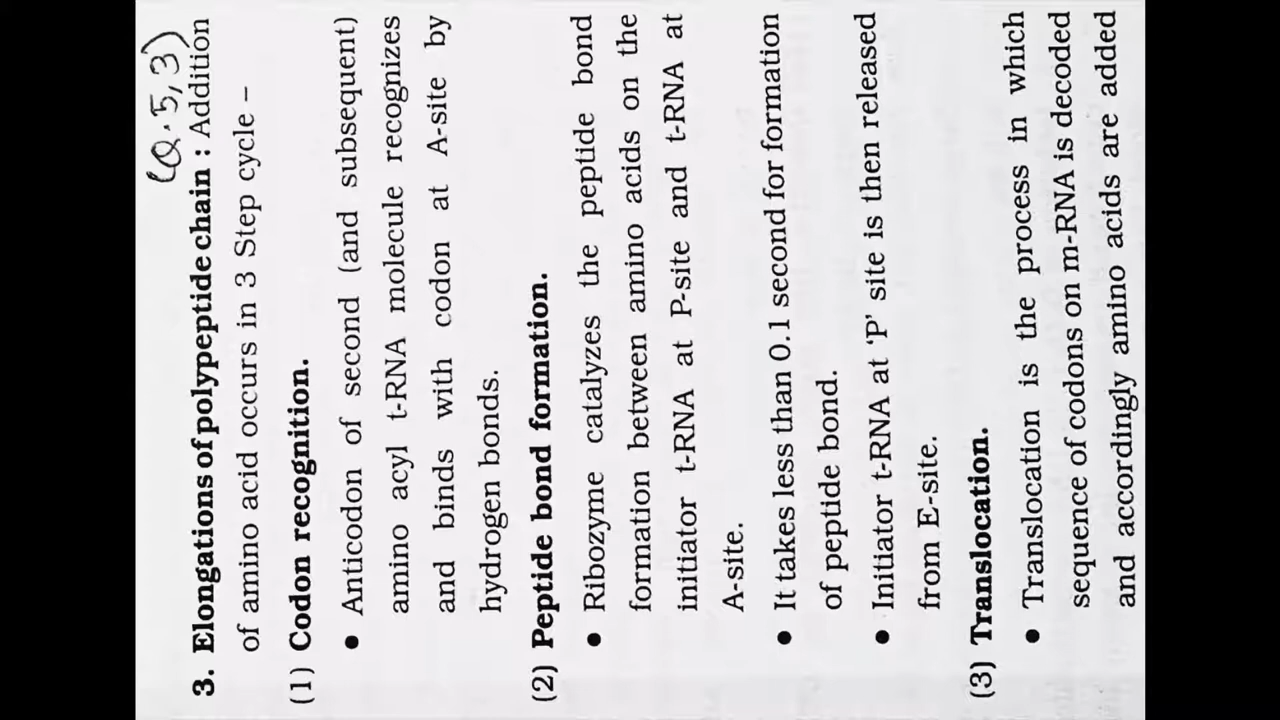 (Q.5,3)
3. Elongations of polypeptide chain : Addition
of amino acid occurs in 3 Step cycle –
(1) Codon recognition.
● Anticodon of second (and subsequent)
amino acyl t-RNA molecule recognizes
and binds with codon at A-site by
hydrogen bonds.
(2) Peptide bond formation.
● Ribozyme catalyzes the peptide bond
formation between amino acids on the
initiator t-RNA at P-site and t-RNA at
A-site.
● It takes less than 0.1 second for formation
of peptide bond.
● Initiator t-RNA at 'P' site is then released
from E-site.
(3) Translocation.
● Translocation is the process in which
sequence of codons on m-RNA is decoded
and accordingly amino acids are added